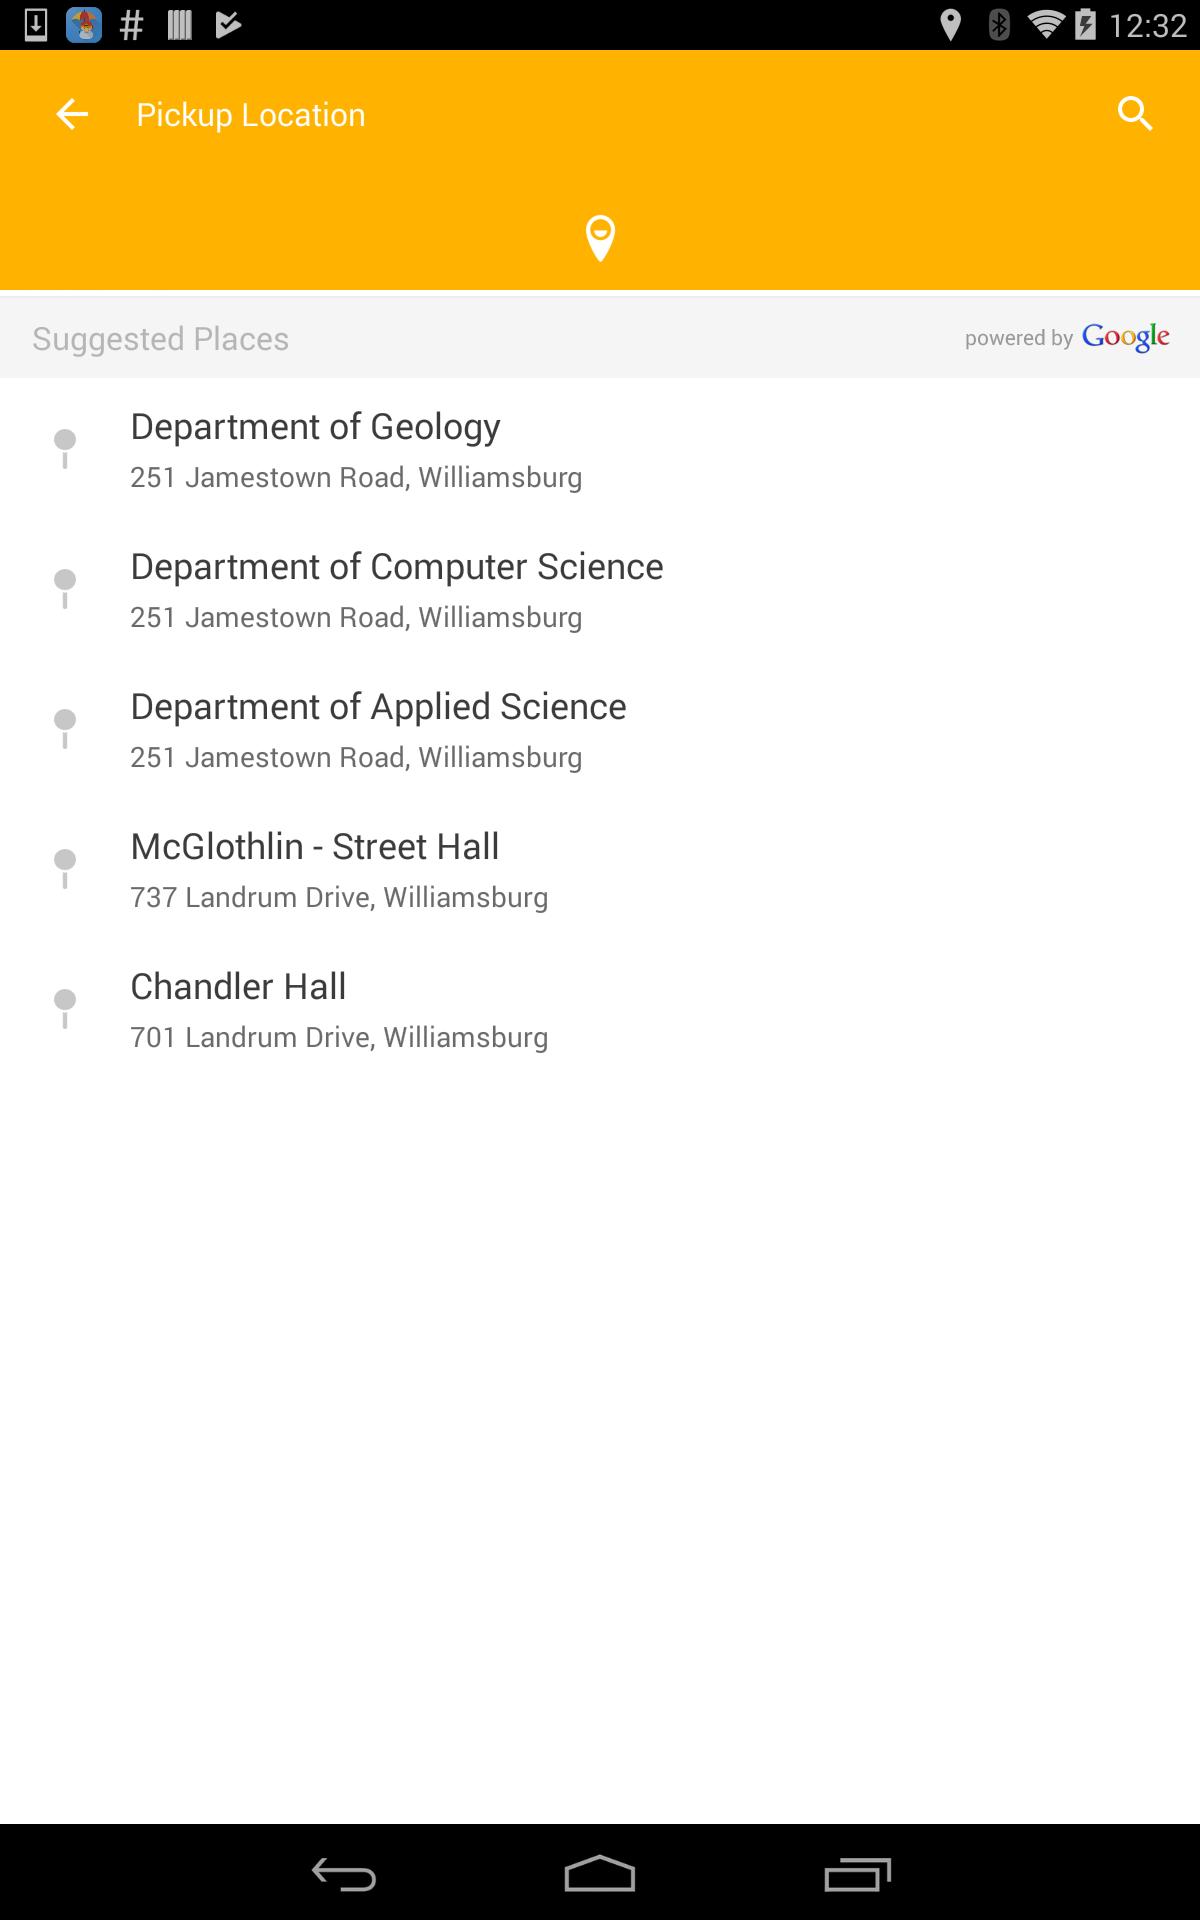 12:32
Pickup Location
Suggested Places
powered by Google
Department of Geology
251 Jamestown Road, Williamsburg
Department of Computer Science
251 Jamestown Road, Williamsburg
Department of Applied Science
251 Jamestown Road, Williamsburg
McGlothlin - Street Hall
737 Landrum Drive, Williamsburg
Chandler Hall
701 Landrum Drive, Williamsburg